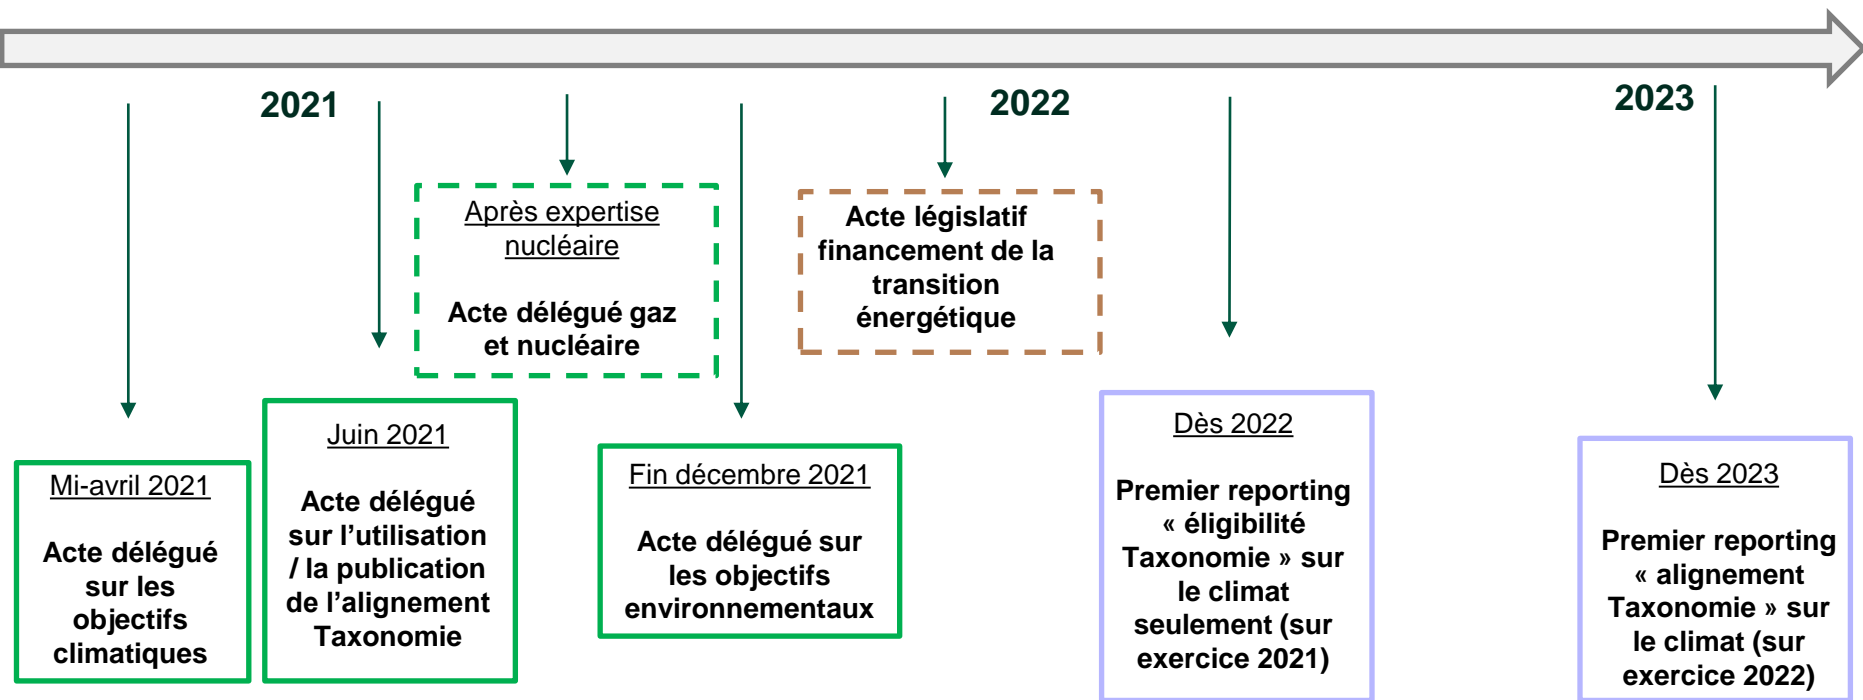 2021
2022
2023
Après expertise
nucléaire
Acte délégué gaz
et nucléaire
Acte législatif
financement de la
transition
énergétique
Mi-avril 2021
Acte délégué
sur les
objectifs
climatiques
Juin 2021
Acte délégué
sur l’utilisation
/ la publication
de l’alignement
Taxonomie
Fin décembre 2021
Acte délégué sur
les objectifs
environnementaux
Dès 2022
Premier reporting
« éligibilité
Taxonomie » sur
le climat
seulement (sur
exercice 2021)
Dès 2023
Premier reporting
« alignement
Taxonomie » sur
le climat (sur
exercice 2022)